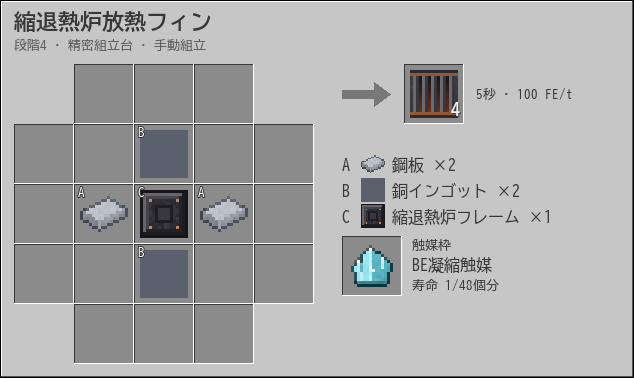 縮退熱炉放熱フィン
段階4 · 精密組立台 · 手動組立
B
A
C
A
B
4
5秒 · 100 FE/t
A 鋼板 ×2
B 銅インゴット ×2
C 縮退熱炉フレーム ×1
触媒枠
BE凝縮触媒
寿命 1/48個分